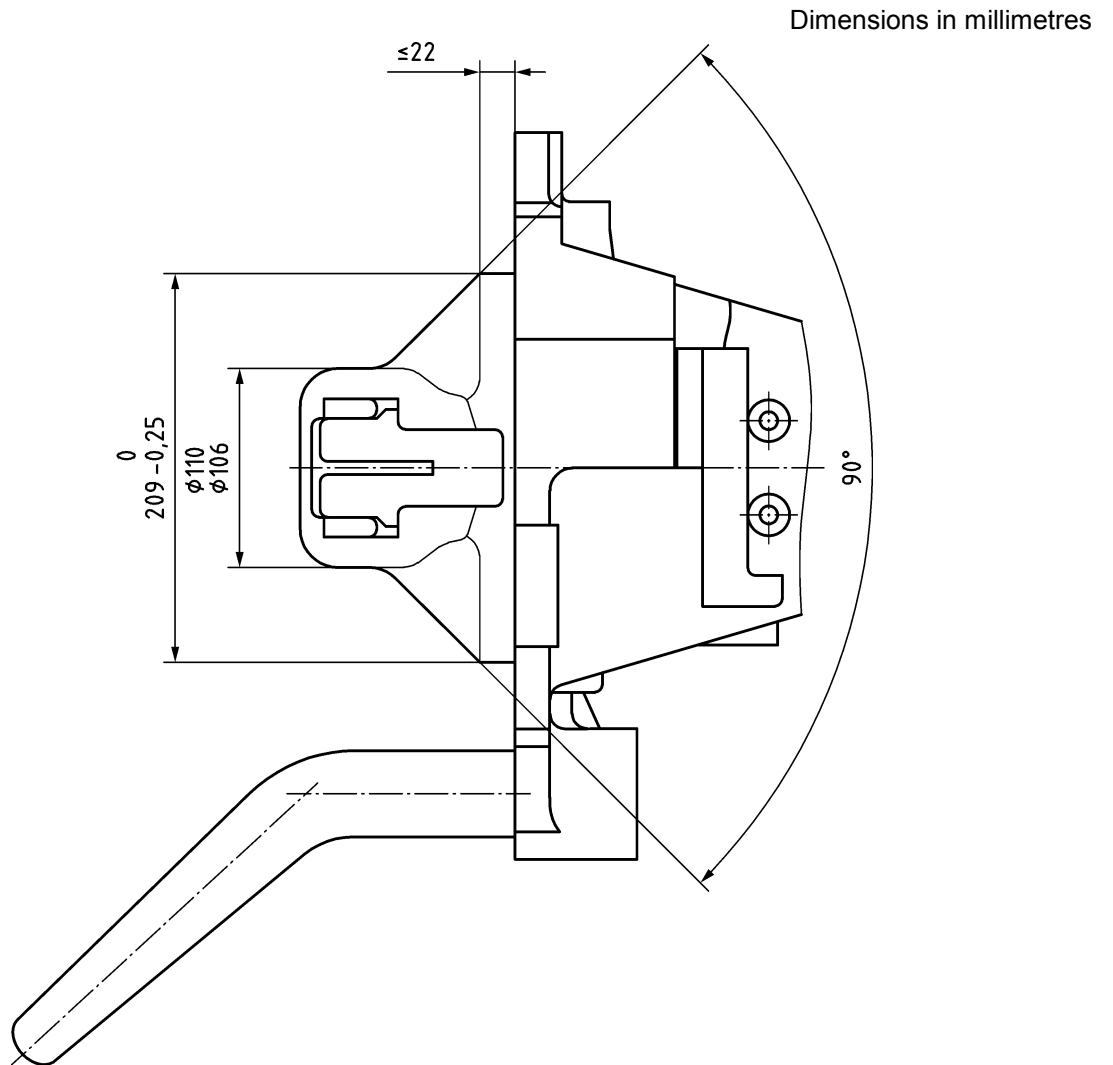 Dimensions in millimetres
≤22
0
209 -0,25
φ110
φ106
90°